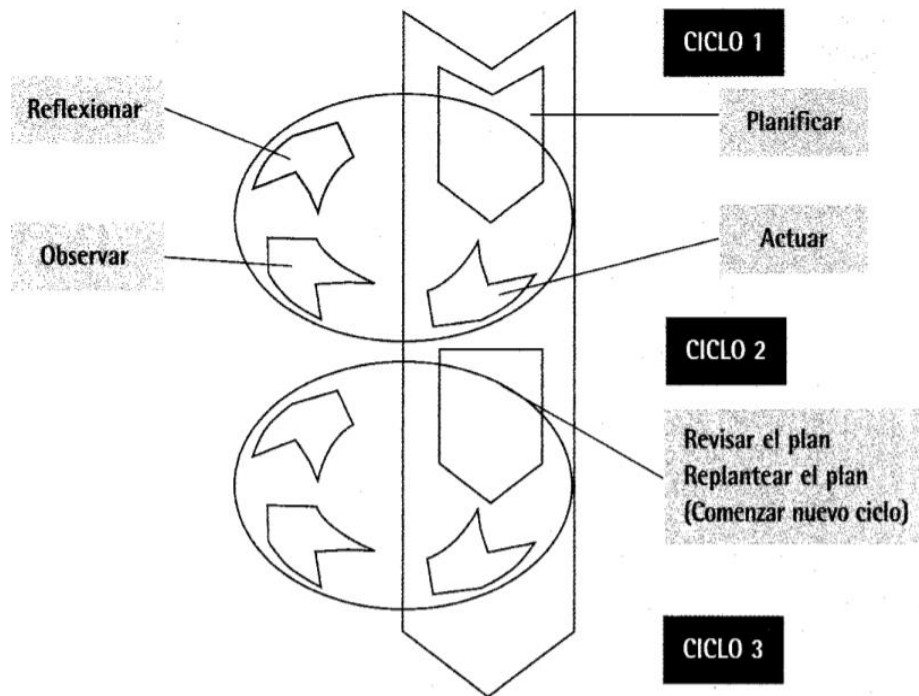 CICLO 1
Reflexionar
Planificar
Observar
Actuar
CICLO 2
Revisar el plan
Replantear el plan
(Comenzar nuevo ciclo)
CICLO 3